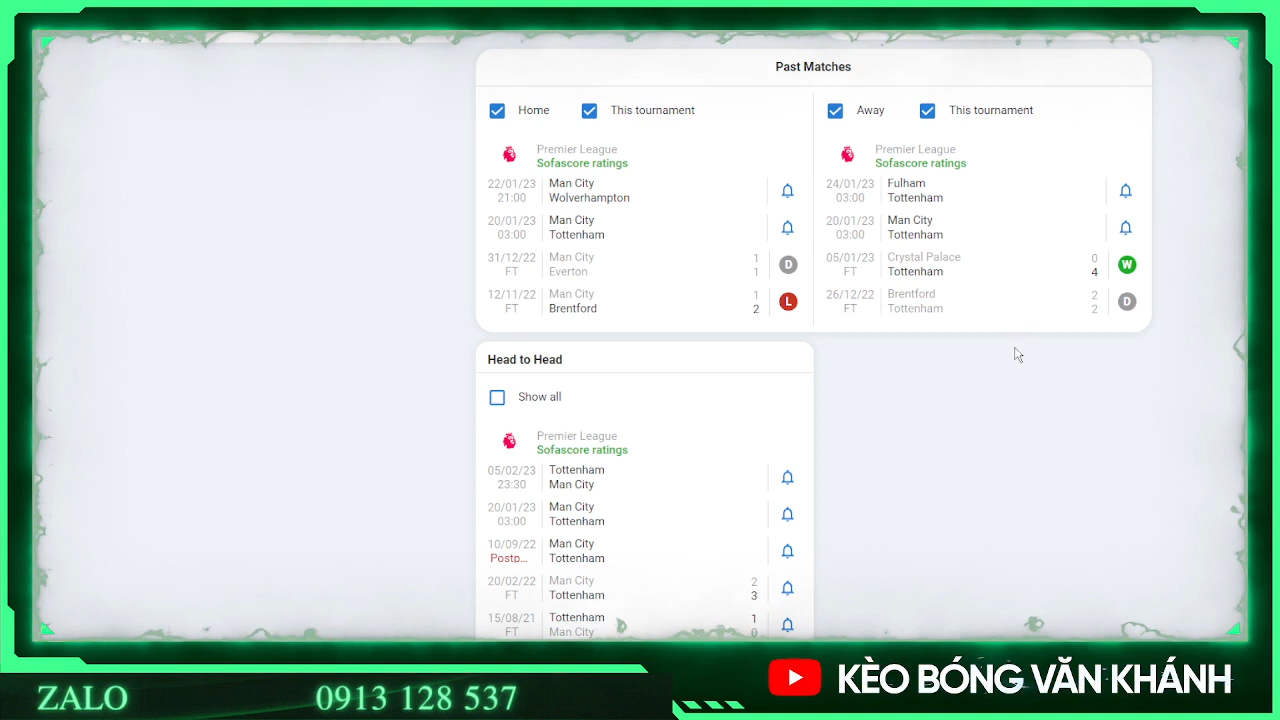 Past Matches
Home This tournament
Premier League
Sofascore ratings
22/01/23 Man City
21:00 Wolverhampton
20/01/23 Man City
03:00 Tottenham
31/12/22 Man City 1
FT Everton 1 D
12/11/22 Man City 1
FT Brentford 2 L
Away This tournament
Premier League
Sofascore ratings
24/01/23 Fulham
03:00 Tottenham
20/01/23 Man City
03:00 Tottenham
05/01/23 Crystal Palace 0
FT Tottenham 4 W
26/12/22 Brentford 2
FT Tottenham 2 D
Head to Head
Show all
Premier League
Sofascore ratings
05/02/23 Tottenham
23:30 Man City
20/01/23 Man City
03:00 Tottenham
10/09/22 Man City
Postp... Tottenham
20/02/22 Man City 2
FT Tottenham 3
15/08/21 Tottenham 1
FT Man City 0
ZALO 0913 128 537
KÈO BÓNG VĂN KHÁNH